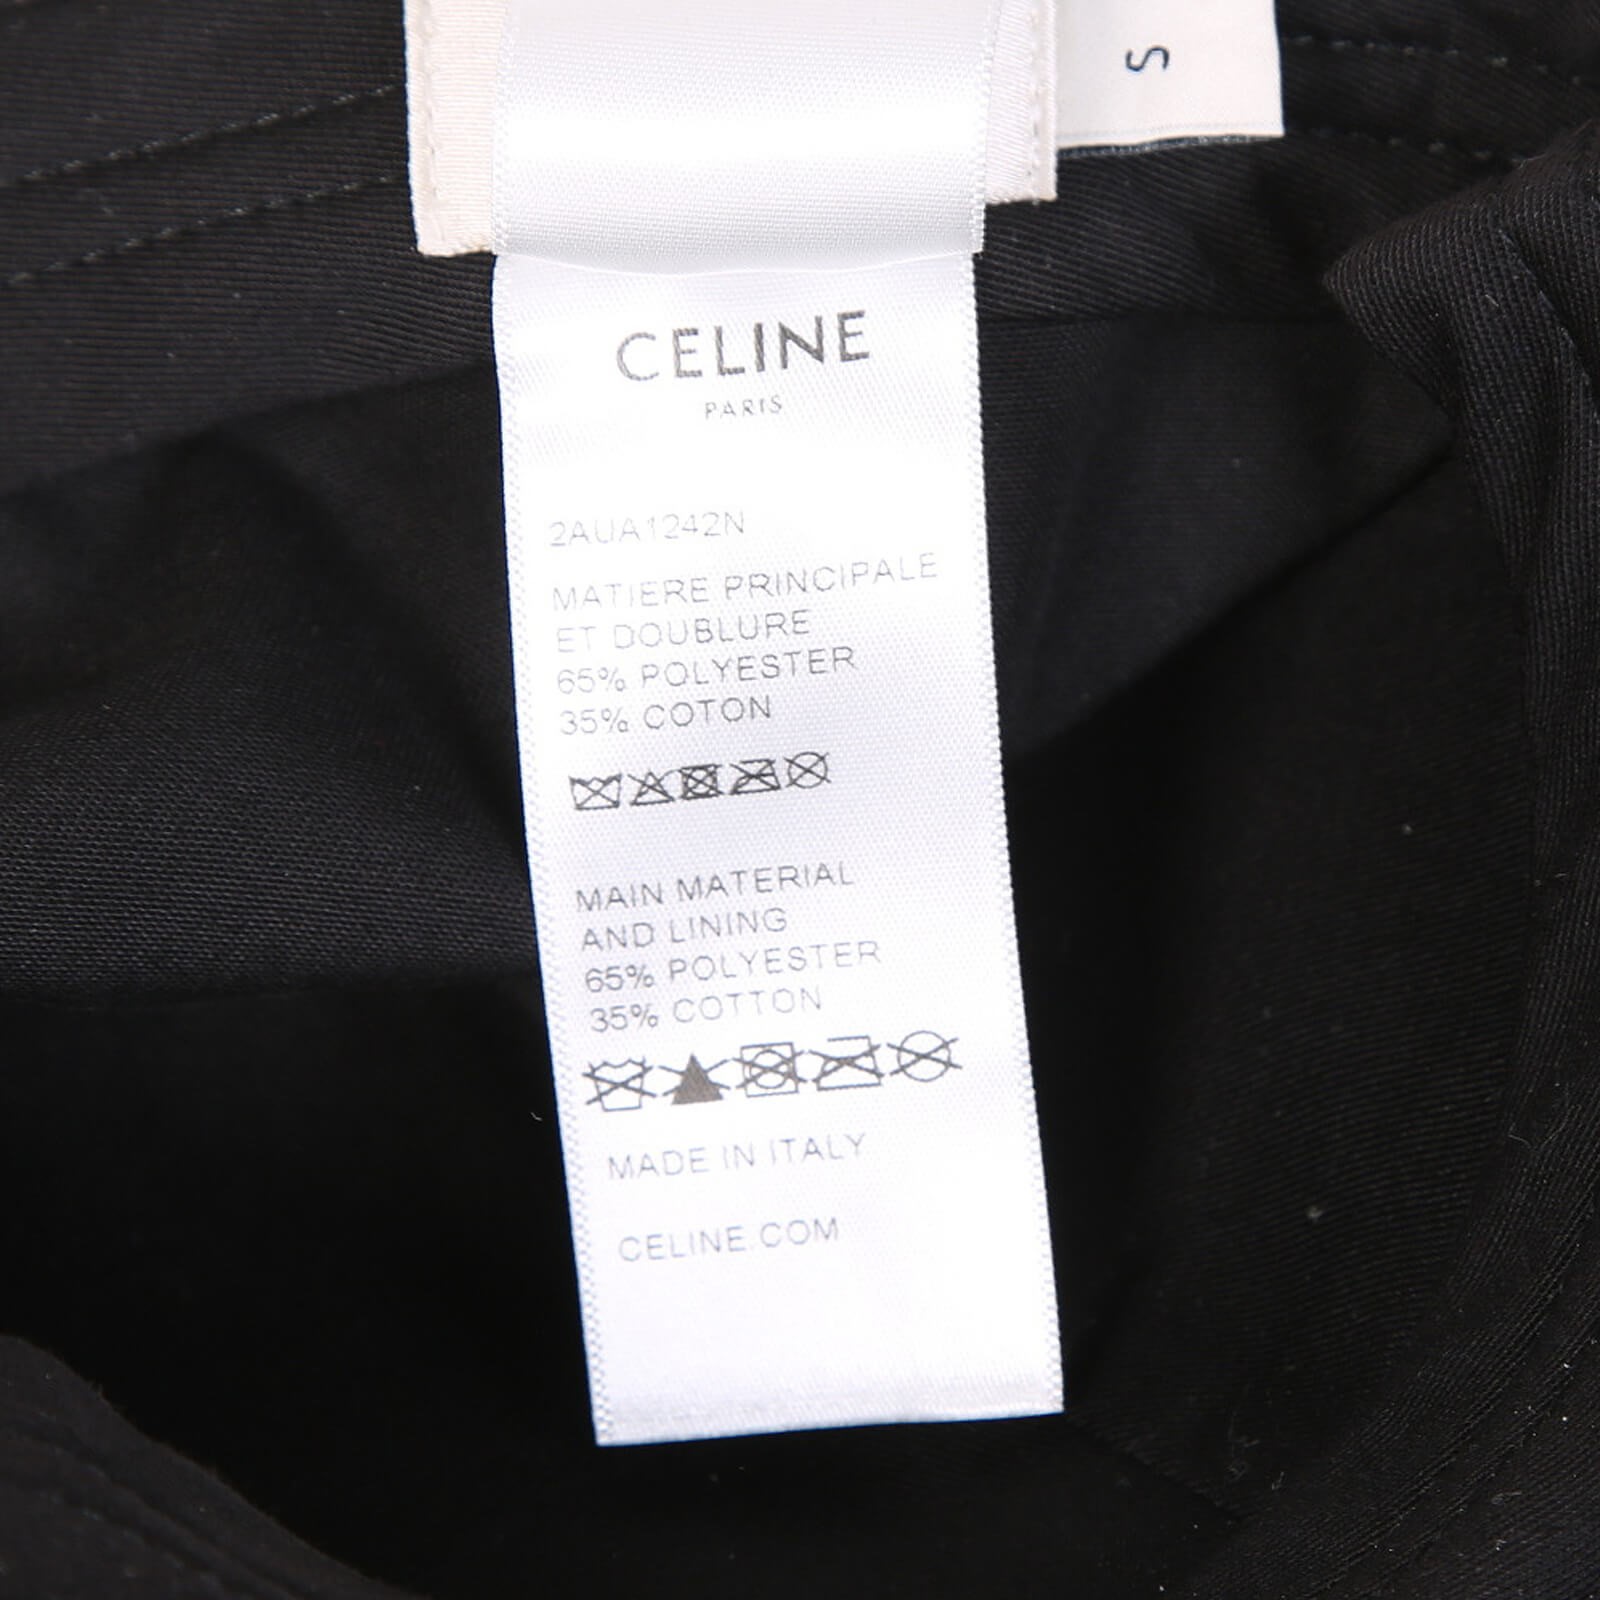 S
CELINE
PARIS
2AUA1242N
MATIERE PRINCIPALE
ET DOUBLURE
65% POLYESTER
35% COTON
MAIN MATERIAL
AND LINING
65% POLYESTER
35% COTTON
MADE IN ITALY
CELINE.COM